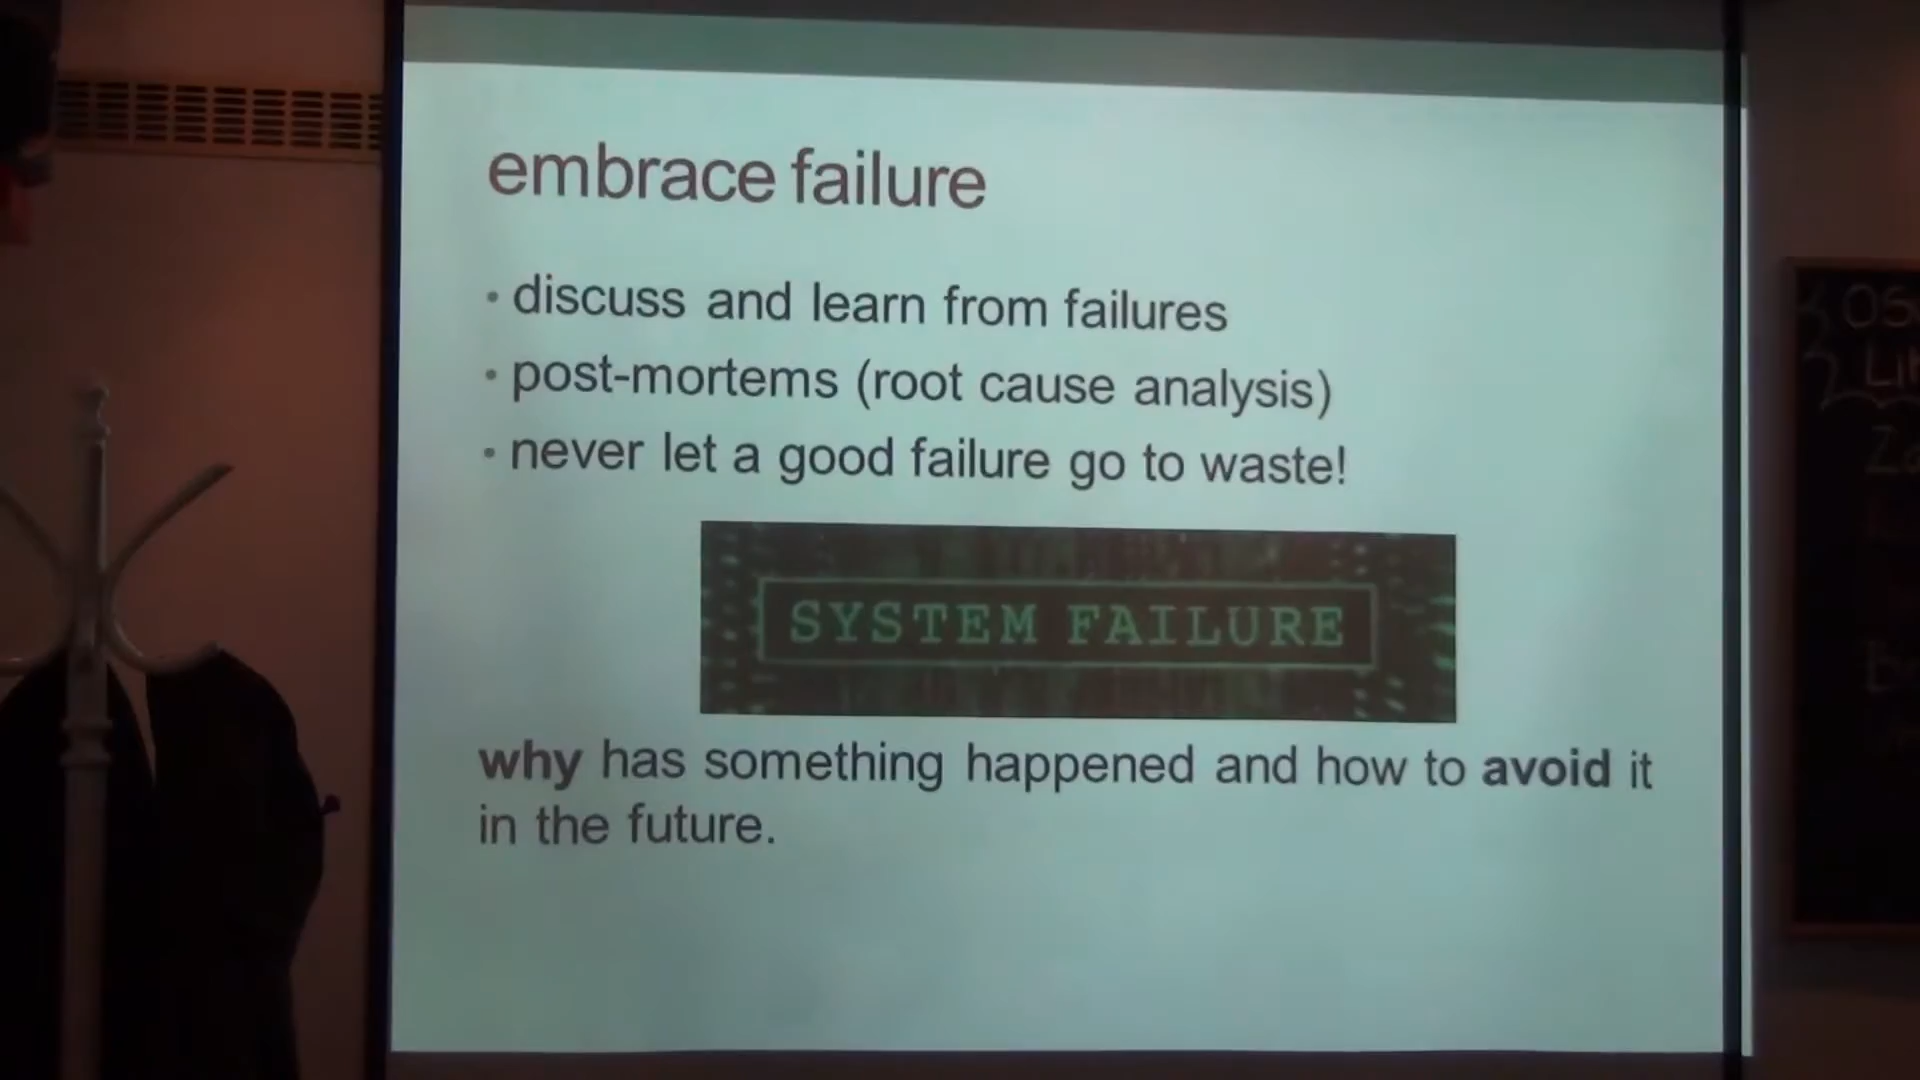 embrace failure
• discuss and learn from failures
• post-mortems (root cause analysis)
• never let a good failure go to waste!
SYSTEM FAILURE
why has something happened and how to avoid it
in the future.